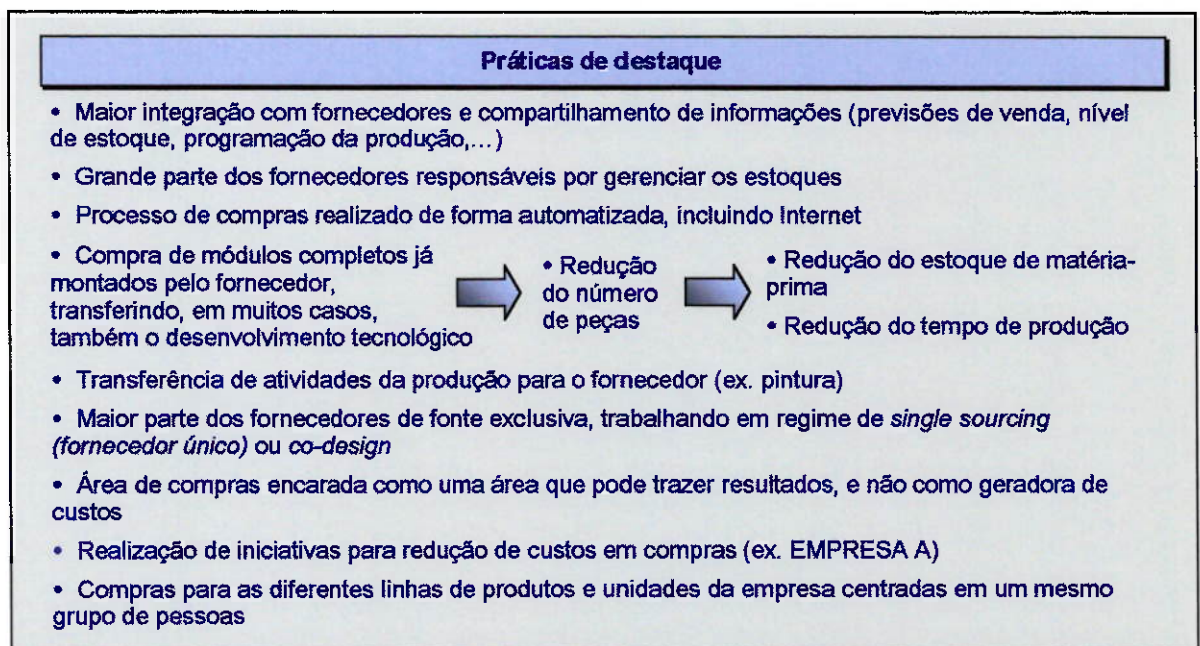 Práticas de destaque
• Maior integração com fornecedores e compartilhamento de informações (previsões de venda, nível
de estoque, programação da produção,...)
• Grande parte dos fornecedores responsáveis por gerenciar os estoques
• Processo de compras realizado de forma automatizada, incluindo Internet
• Compra de módulos completos já
montados pelo fornecedor,
transferindo, em muitos casos,
também o desenvolvimento tecnológico
• Redução
do número
de peças
• Redução do estoque de matéria-
prima
• Redução do tempo de produção
• Transferência de atividades da produção para o fornecedor (ex. pintura)
• Maior parte dos fornecedores de fonte exclusiva, trabalhando em regime de single sourcing
(fornecedor único) ou co-design
• Área de compras encarada como uma área que pode trazer resultados, e não como geradora de
custos
• Realização de iniciativas para redução de custos em compras (ex. EMPRESA A)
• Compras para as diferentes linhas de produtos e unidades da empresa centradas em um mesmo
grupo de pessoas